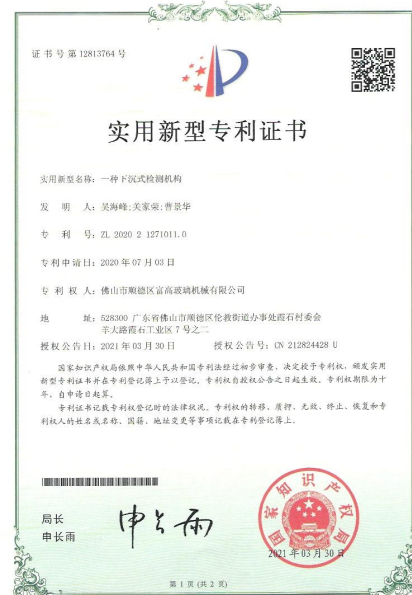 证书号第12813764号
实用新型专利证书
实用新型名称：一种下沉式检测机构
发明人：吴海峰;关家荣;曹景华
专利号：ZL 2020 2 1271011.0
专利申请日：2020年07月03日
专利权人：佛山市顺德区富高玻璃机械有限公司
地址：528300 广东省佛山市顺德区伦教街道办事处霞石村委会
羊大路霞石工业区7号之二
授权公告日：2021年03月30日 授权公告号：CN 212824428 U
国家知识产权局依照中华人民共和国专利法经过初步审查，决定授予专利权，颁发实用
新型专利证书并在专利登记簿上予以登记。专利权自授权公告之日起生效。专利权期限为十
年，自申请日起算。
专利证书记载专利权登记时的法律状况。专利权的转移、质押、无效、终止、恢复和专
利权人的姓名或名称、国籍、地址变更等事项记载在专利登记簿上。
局长
申长雨
申长雨
国家知识产权局
2021年03月30日
第1页(共2页)